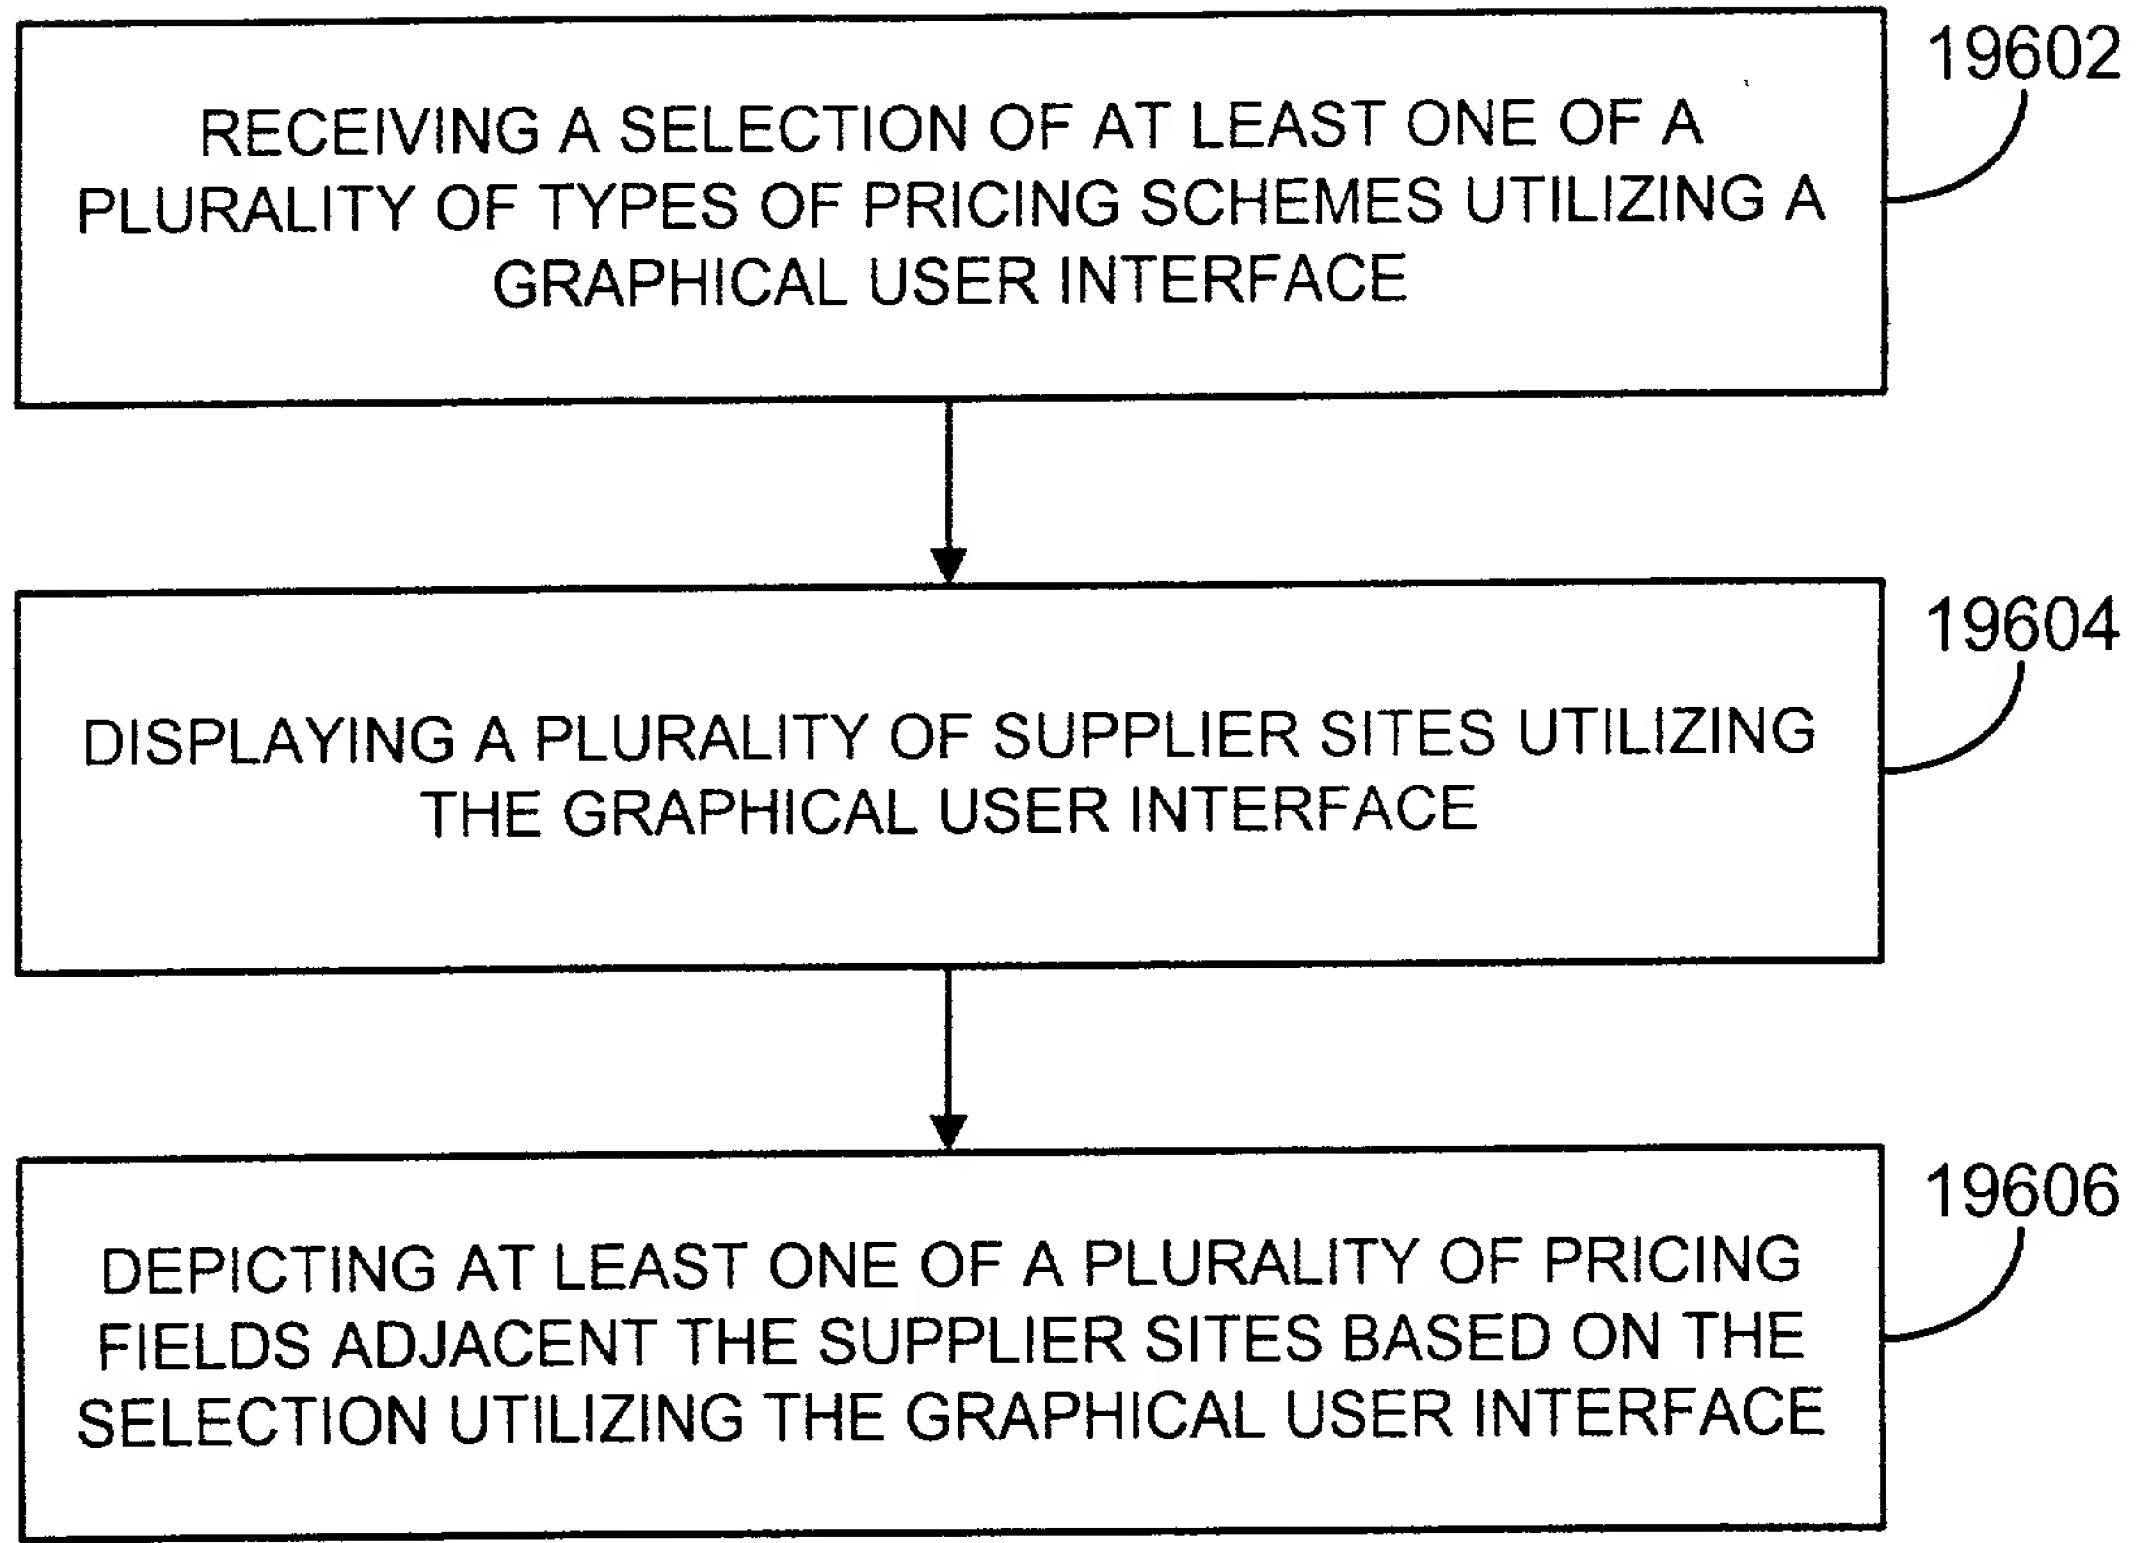 19602
RECEIVING A SELECTION OF AT LEAST ONE OF A
PLURALITY OF TYPES OF PRICING SCHEMES UTILIZING A
GRAPHICAL USER INTERFACE
19604
DISPLAYING A PLURALITY OF SUPPLIER SITES UTILIZING
THE GRAPHICAL USER INTERFACE
19606
DEPICTING AT LEAST ONE OF A PLURALITY OF PRICING
FIELDS ADJACENT THE SUPPLIER SITES BASED ON THE
SELECTION UTILIZING THE GRAPHICAL USER INTERFACE